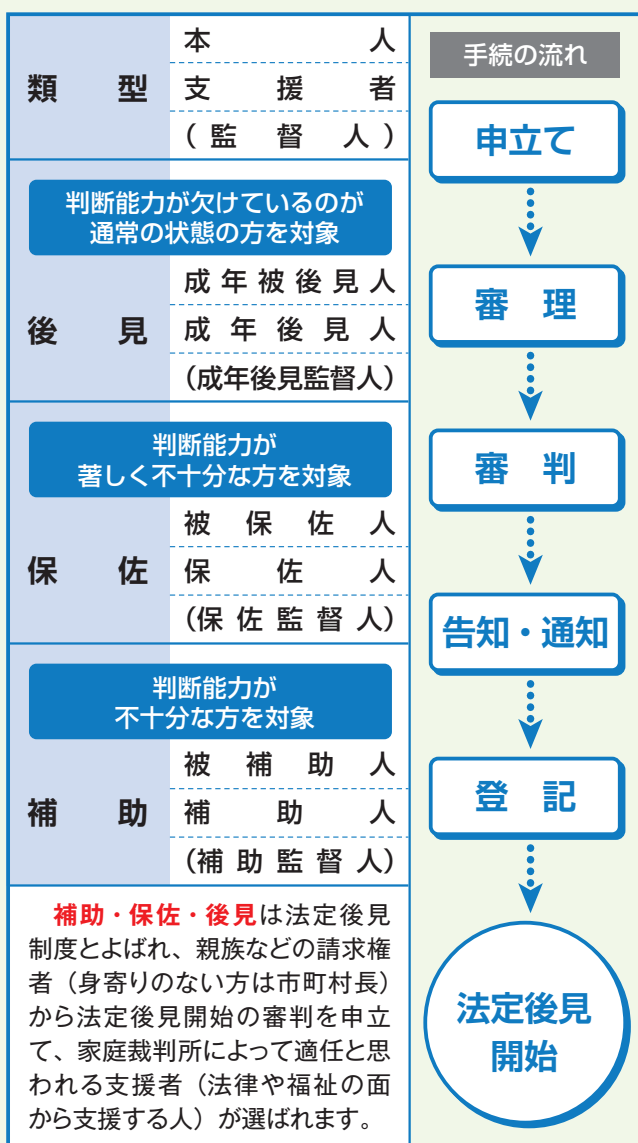 類型
本人
支援者
(監督人)
判断能力が欠けているのが
通常の状態の方を対象
後見
成年被後見人
成年後見人
(成年後見監督人)
判断能力が
著しく不十分な方を対象
保佐
被保佐人
保佐人
(保佐監督人)
判断能力が
不十分な方を対象
補助
被補助人
補助人
(補助監督人)
補助・保佐・後見は法定後見
制度とよばれ、親族などの請求権
者(身寄りのない方は市町村長)
から法定後見開始の審判を申立
て、家庭裁判所によって適任と思
われる支援者(法律や福祉の面
から支援する人)が選ばれます。
手続の流れ
申立て
審理
審判
告知・通知
登記
法定後見
開始